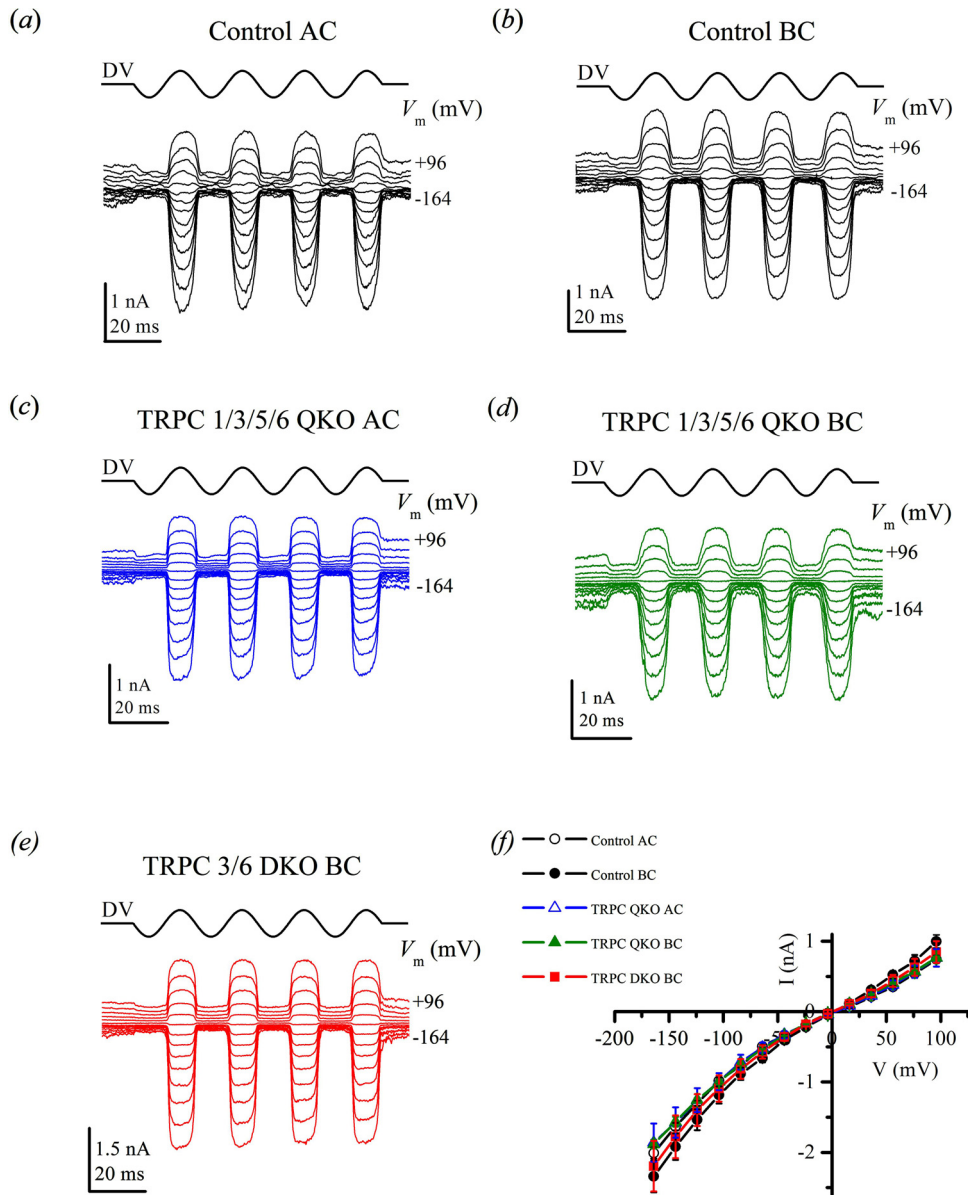 (a)
Control AC
DV
Vm (mV)
+96
-164
1 nA
20 ms
(b)
Control BC
DV
Vm (mV)
+96
-164
1 nA
20 ms
(c)
TRPC 1/3/5/6 QKO AC
DV
Vm (mV)
+96
-164
1 nA
20 ms
(d)
TRPC 1/3/5/6 QKO BC
DV
Vm (mV)
+96
-164
1 nA
20 ms
(e)
TRPC 3/6 DKO BC
DV
Vm (mV)
+96
-164
1.5 nA
20 ms
(f)
Control AC
Control BC
TRPC QKO AC
TRPC QKO BC
TRPC DKO BC
I (nA)
1
0
-200 -150 -100 -50 0 50 100
V (mV)
-1
-2